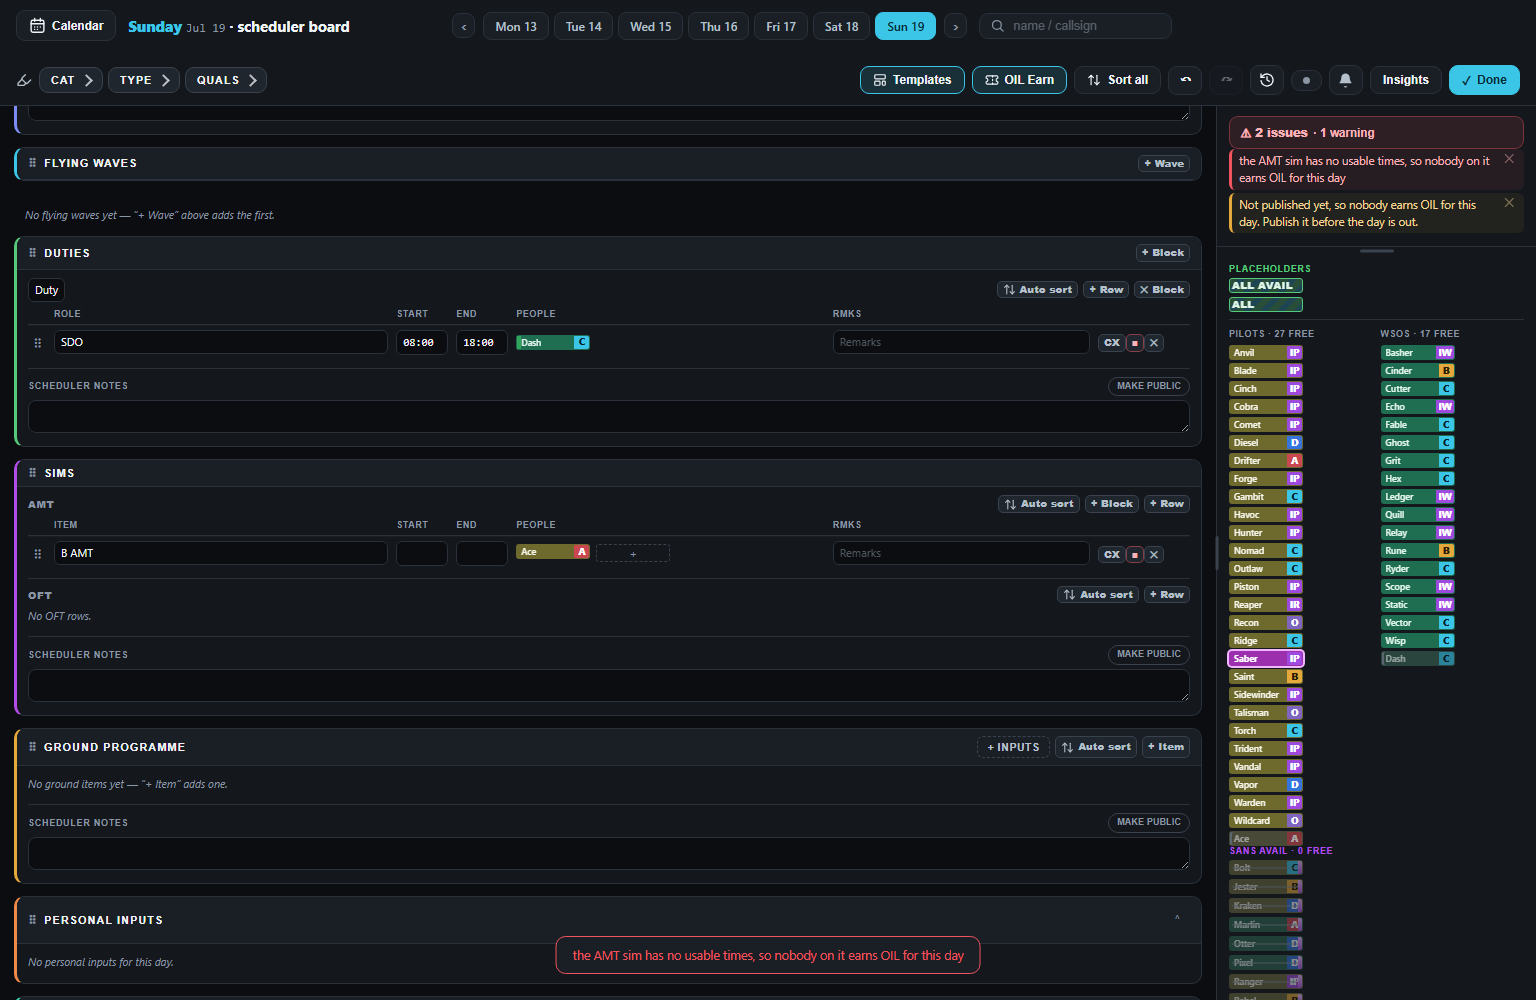 Calendar
Sunday Jul 19 · scheduler board
‹ Mon 13 Tue 14 Wed 15 Thu 16 Fri 17 Sat 18 Sun 19 ›
name / callsign
CAT TYPE QUALS
Templates OIL Earn Sort all Insights ✓ Done
FLYING WAVES
+ Wave
No flying waves yet — "+ Wave" above adds the first.
DUTIES
+ Block
Duty
Auto sort + Row × Block
ROLE START END PEOPLE RMKS
SDO 08:00 18:00 Dash C Remarks CX ×
SCHEDULER NOTES MAKE PUBLIC
SIMS
AMT Auto sort + Block + Row
ITEM START END PEOPLE RMKS
B AMT Ace A + Remarks CX ×
OFT Auto sort + Row
No OFT rows.
SCHEDULER NOTES MAKE PUBLIC
GROUND PROGRAMME + INPUTS Auto sort + Item
No ground items yet — "+ Item" adds one.
SCHEDULER NOTES MAKE PUBLIC
PERSONAL INPUTS ^
No personal inputs for this day.
the AMT sim has no usable times, so nobody on it earns OIL for this day
⚠ 2 issues · 1 warning
the AMT sim has no usable times, so nobody on it
earns OIL for this day
Not published yet, so nobody earns OIL for this
day. Publish it before the day is out.
PLACEHOLDERS
ALL AVAIL
ALL
PILOTS · 27 FREE
Anvil IP
Blade IP
Cinch IP
Cobra IP
Comet IP
Diesel D
Drifter A
Forge IP
Gambit C
Havoc IP
Hunter IP
Nomad C
Outlaw C
Piston IP
Reaper IR
Recon O
Ridge C
Saber IP
Saint B
Sidewinder IP
Talisman O
Torch C
Trident IP
Vandal IP
Vapor D
Warden IP
Wildcard O
Ace A
WSOS · 17 FREE
Basher IW
Cinder B
Cutter C
Echo IW
Fable C
Ghost C
Grit C
Hex C
Ledger IW
Quill IW
Relay IW
Rune B
Ryder C
Scope IW
Static IW
Vector C
Wisp C
Dash C
SANS AVAIL · 0 FREE
Bolt C
Jester B
Kraken D
Marlin A
Otter D
Pixel D
Ranger IP